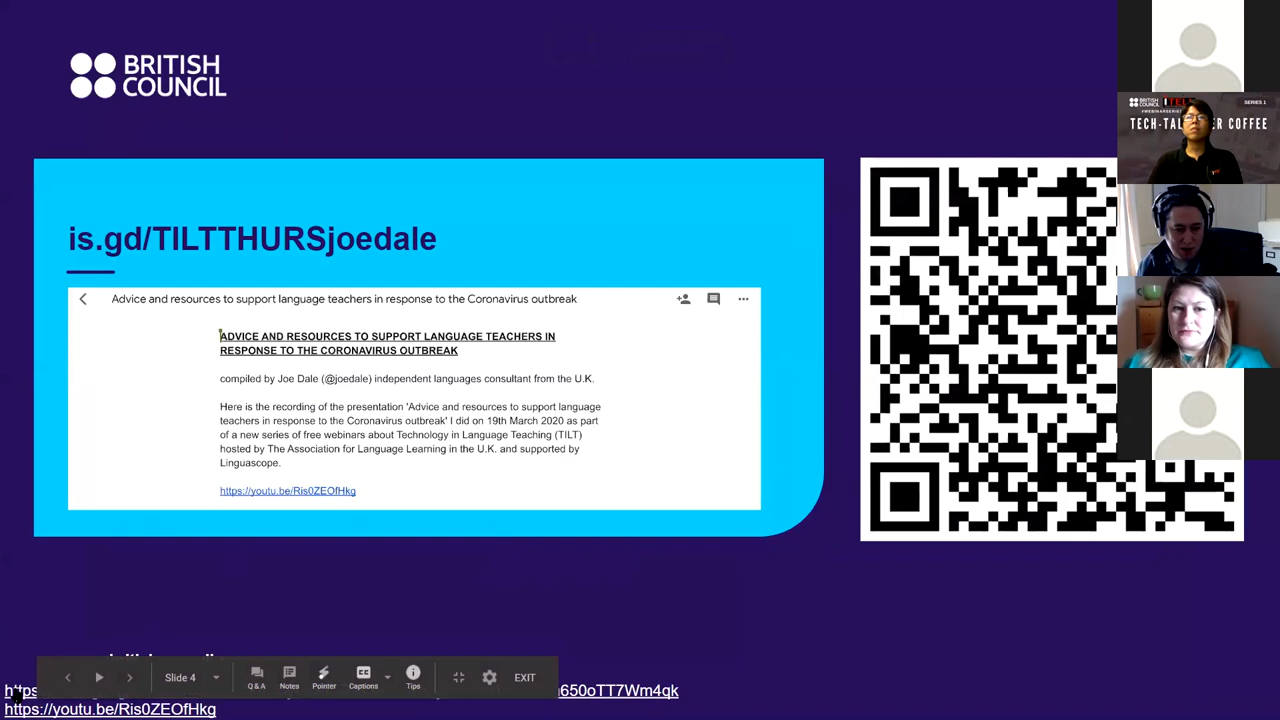 BRITISH
COUNCIL
is.gd/TILTTHURSjoedale
Advice and resources to support language teachers in response to the Coronavirus outbreak
ADVICE AND RESOURCES TO SUPPORT LANGUAGE TEACHERS IN
RESPONSE TO THE CORONAVIRUS OUTBREAK
compiled by Joe Dale (@joedale) independent languages consultant from the U.K.
Here is the recording of the presentation 'Advice and resources to support language
teachers in response to the Coronavirus outbreak' I did on 19th March 2020 as part
of a new series of free webinars about Technology in Language Teaching (TILT)
hosted by The Association for Language Learning in the U.K. and supported by
Linguascope.
https://youtu.be/Ris0ZEOfHkg
BRITISH
COUNCIL
SERIES 1
COFFEE
Slide 4
Q & A
Notes
Pointer
Captions
Tips
EXIT
650oTT7Wm4qk
https://youtu.be/Ris0ZEOfHkg